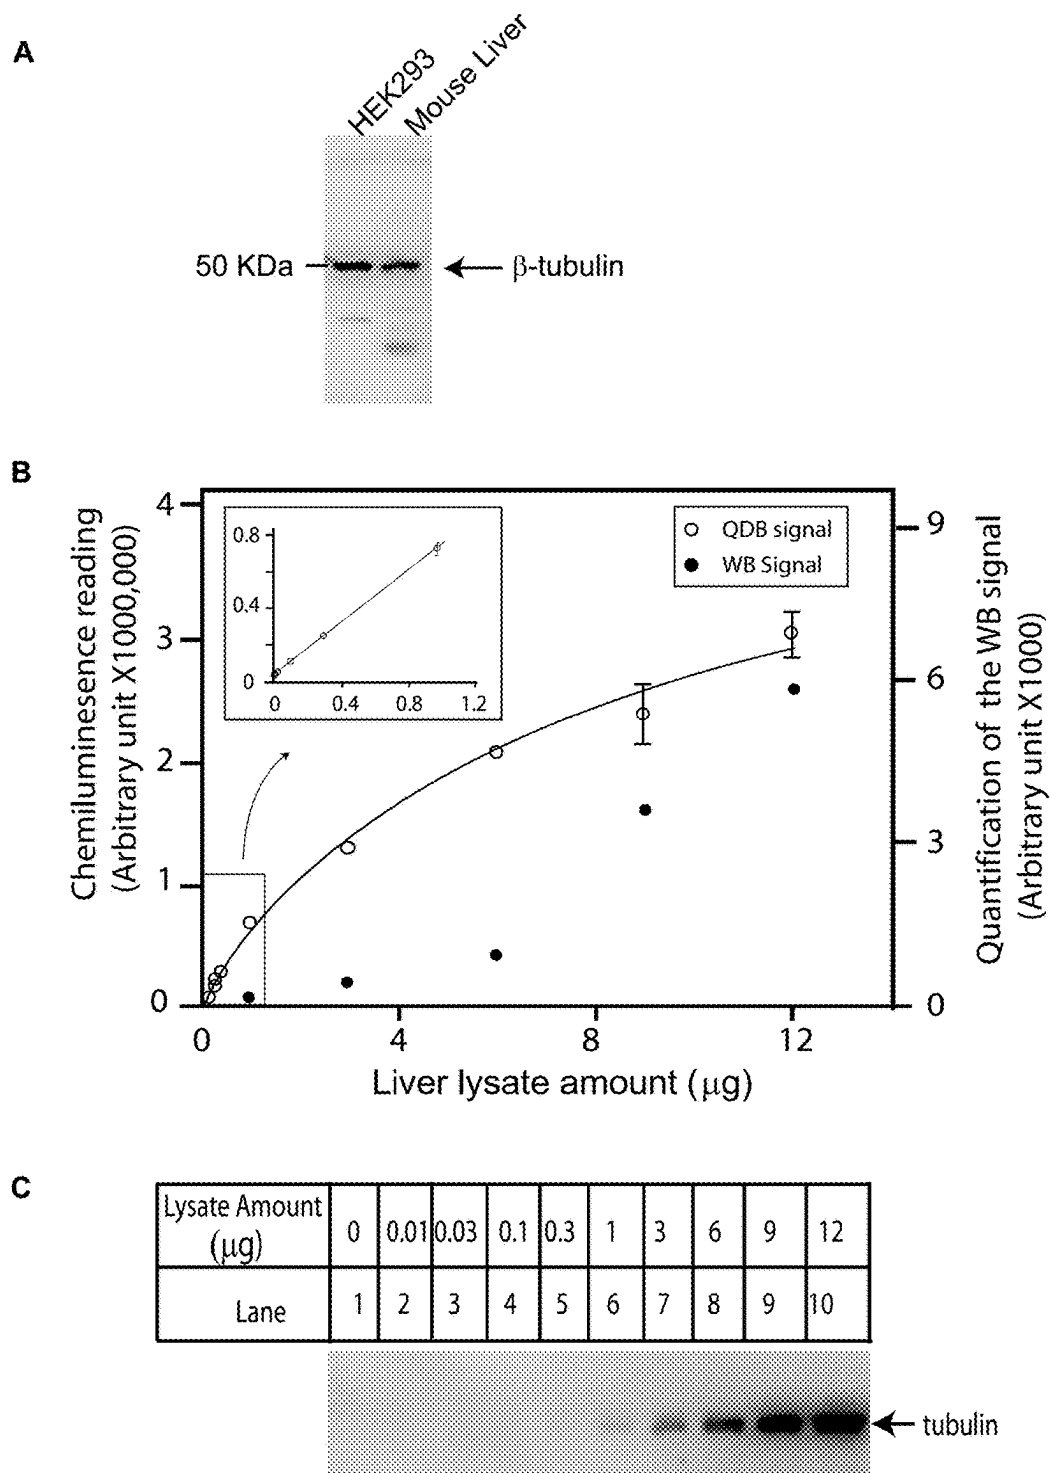 A
HEK293
Mouse Liver
50 KDa
β-tubulin
B
Chemiluminesence reading
(Arbitrary unit X1000,000)
4
3
2
1
0
0.8
0.4
0
0
0.4
0.8
1.2
QDB signal
WB Signal
9
6
3
0
Quantification of the WB signal
(Arbitrary unit X1000)
0
4
8
12
Liver lysate amount (μg)
C
Lysate Amount
(μg)
0 0.01 0.03 0.1 0.3 1 3 6 9 12
Lane 1 2 3 4 5 6 7 8 9 10
tubulin